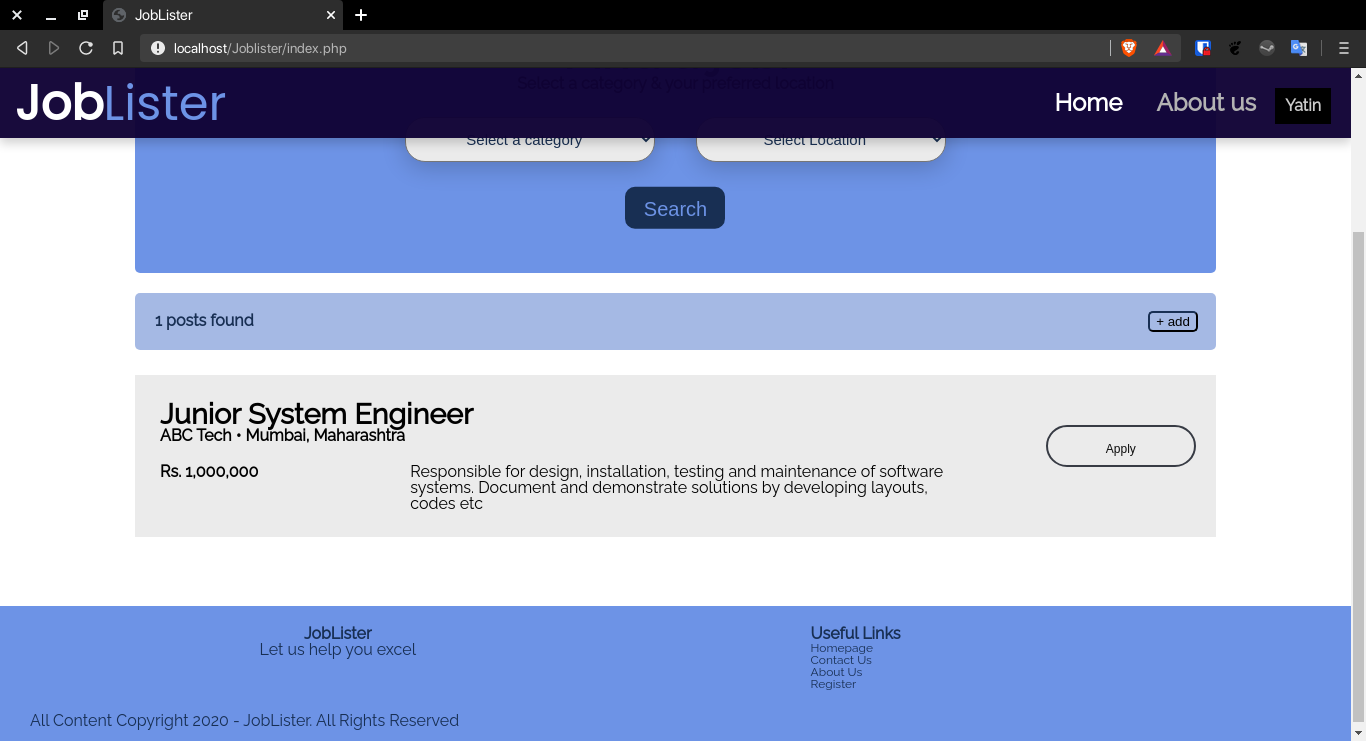 JobLister
localhost/Joblister/index.php
JobLister
Home
About us
Yatin
Select a category & your preferred location
Select a category
Select Location
Search
1 posts found
+ add
Junior System Engineer
ABC Tech • Mumbai, Maharashtra
Apply
Rs. 1,000,000
Responsible for design, installation, testing and maintenance of software
systems. Document and demonstrate solutions by developing layouts,
codes etc
JobLister
Let us help you excel
Useful Links
Homepage
Contact Us
About Us
Register
All Content Copyright 2020 - JobLister. All Rights Reserved